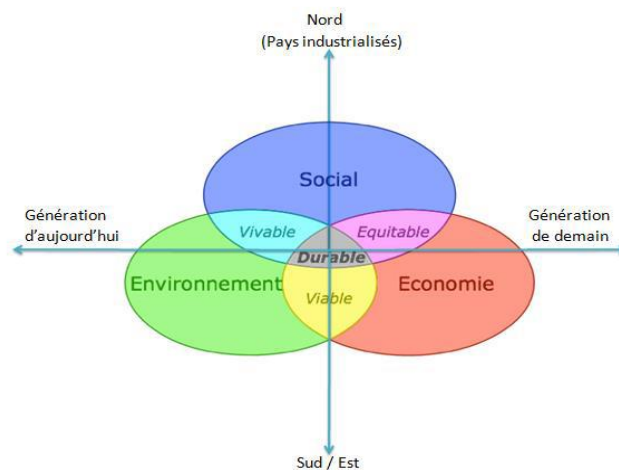 Nord
(Pays industrialisés)
Social
Génération
d'aujourd'hui
Génération
de demain
Vivable
Equitable
Durable
Environnement
Economie
Viable
Sud / Est